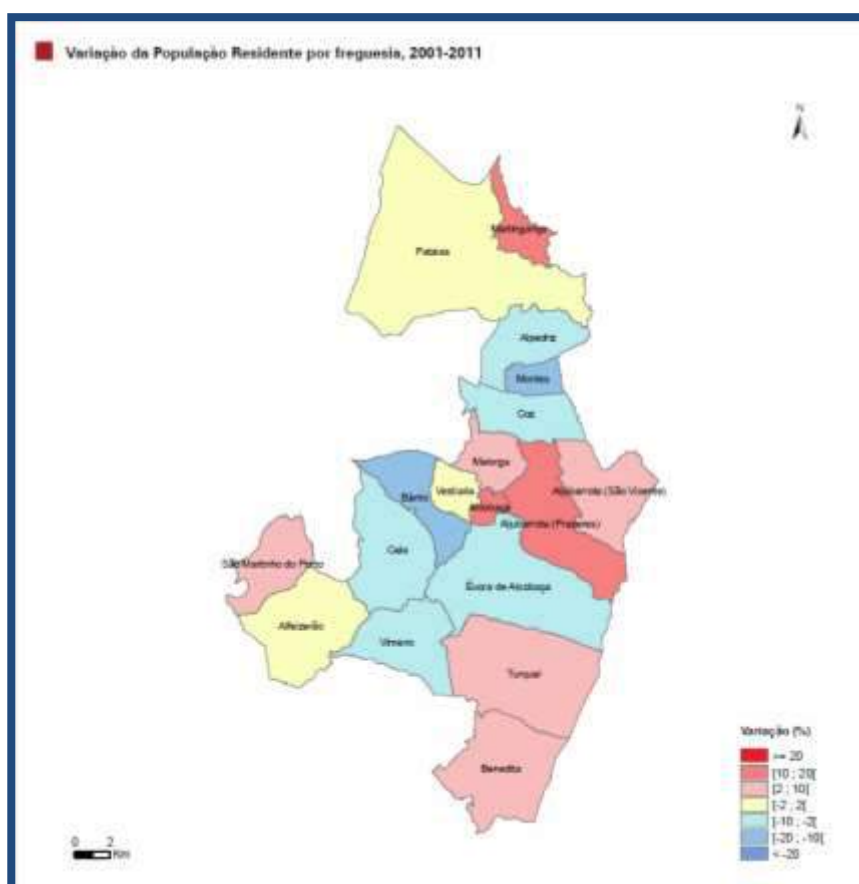 Variação da População Residente por freguesia, 2001-2011
N
Martingança
Pataias
Alpedriz
Montes
Coz
Maiorga
Aljubarrota (São Vicente)
Bárrio
Vestiaria
Alcobaça
Aljubarrota (Prazeres)
São Martinho do Porto
Cela
Évora de Alcobaça
Alfeizerão
Vimeiro
Turquel
Benedita
Variação (%)
>= 20
[10 ; 20[
[2 ; 10[
[-2 ; 2[
[-10 ; -2[
[-20 ; -10[
< -20
0 2
Km